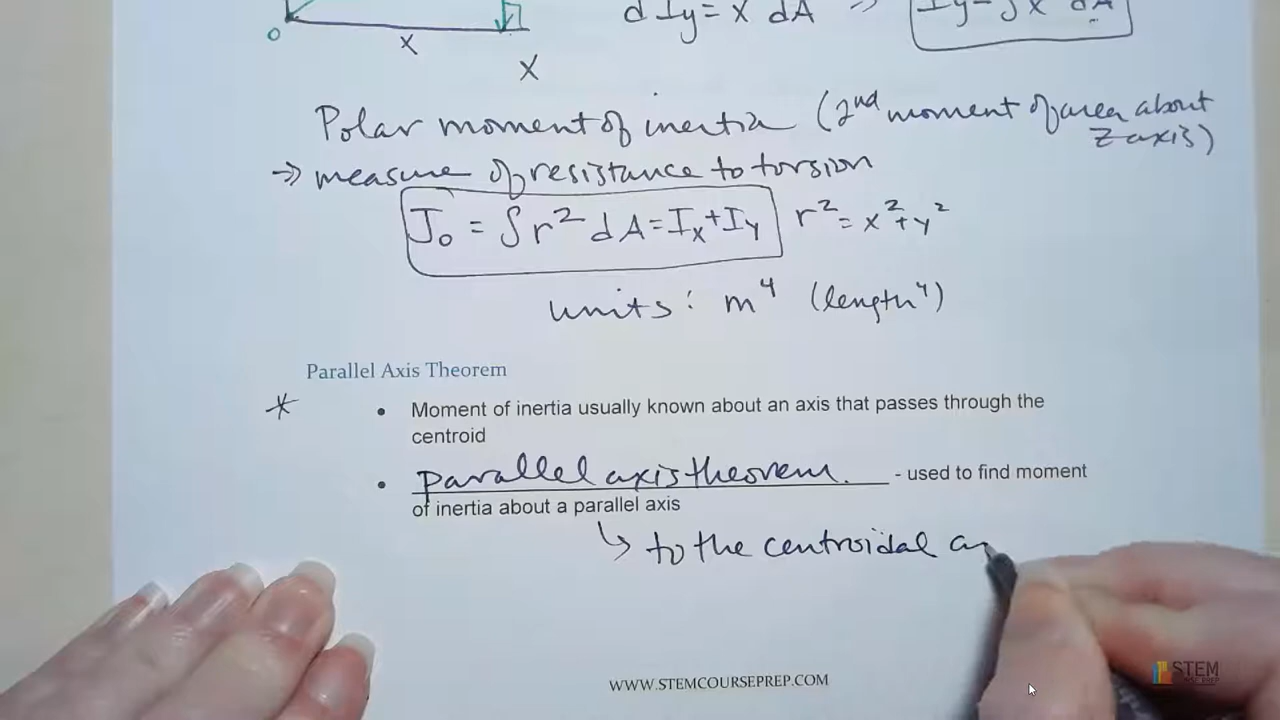 O
X
X
dIy = x dA ⇒ Iy = ∫x dA
Polar moment of inertia (2nd moment of area about
Z axis)
→ measure of resistance to torsion
J₀ = ∫r² dA = Iₓ + Iy r² = x² + y²
units: m⁴ (length⁴)
Parallel Axis Theorem
* • Moment of inertia usually known about an axis that passes through the
centroid
• parallel axis theorem. - used to find moment
of inertia about a parallel axis
↳ to the centroidal ax
WWW.STEMCOURSEPREP.COM
STEM